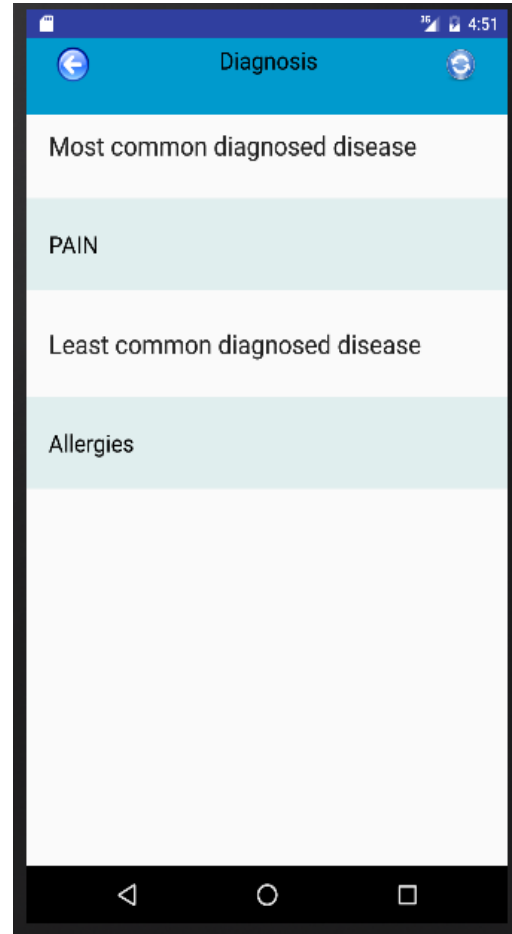 4:51
Diagnosis
Most common diagnosed disease
PAIN
Least common diagnosed disease
Allergies